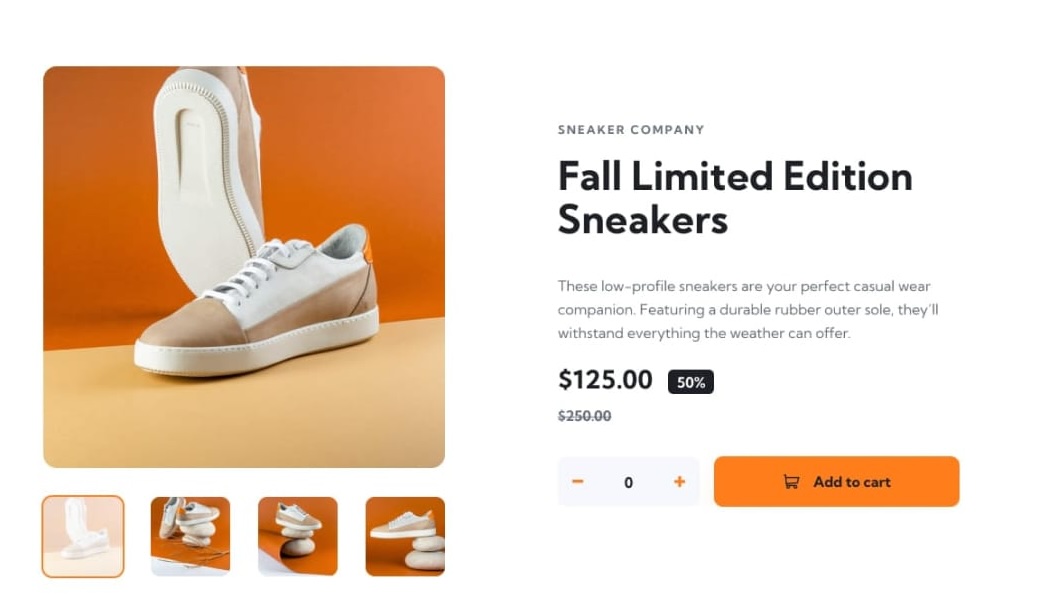 SNEAKER COMPANY
Fall Limited Edition
Sneakers
These low-profile sneakers are your perfect casual wear
companion. Featuring a durable rubber outer sole, they'll
withstand everything the weather can offer.
$125.00 50%
$250.00
− 0 + Add to cart